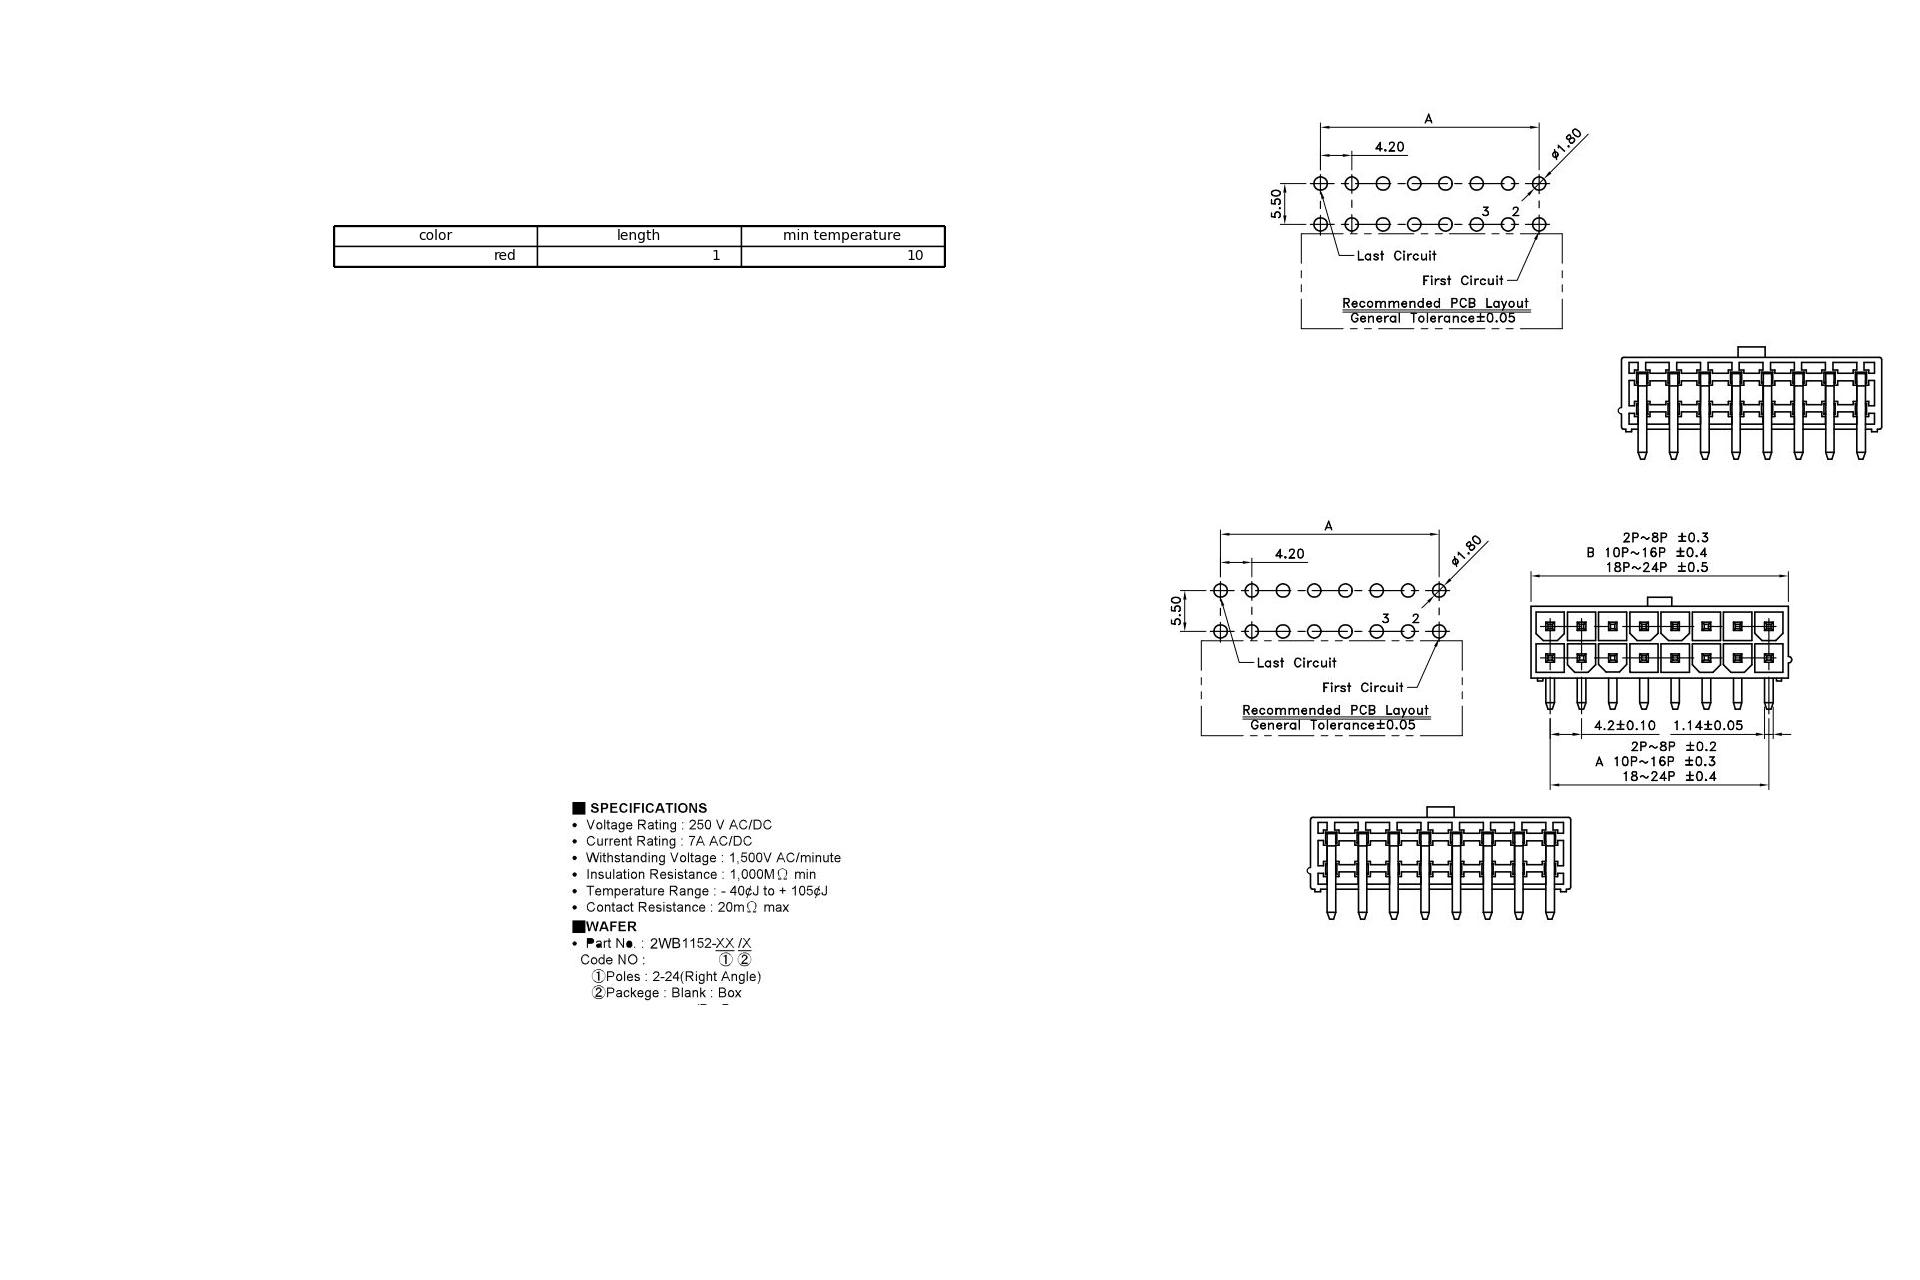 color length min temperature
red 1 10
A
4.20
ø1.80
5.50
3 2
Last Circuit
First Circuit
Recommended PCB Layout
General Tolerance±0.05
A
4.20
ø1.80
5.50
3 2
Last Circuit
First Circuit
Recommended PCB Layout
General Tolerance±0.05
2P~8P ±0.3
B 10P~16P ±0.4
18P~24P ±0.5
4.2±0.10 1.14±0.05
2P~8P ±0.2
A 10P~16P ±0.3
18~24P ±0.4
■ SPECIFICATIONS
• Voltage Rating : 250 V AC/DC
• Current Rating : 7A AC/DC
• Withstanding Voltage : 1,500V AC/minute
• Insulation Resistance : 1,000MΩ min
• Temperature Range : - 40¢J to + 105¢J
• Contact Resistance : 20mΩ max
■WAFER
• Part No. : 2WB1152-XX /X
Code NO : ① ②
①Poles : 2-24(Right Angle)
②Packege : Blank : Box